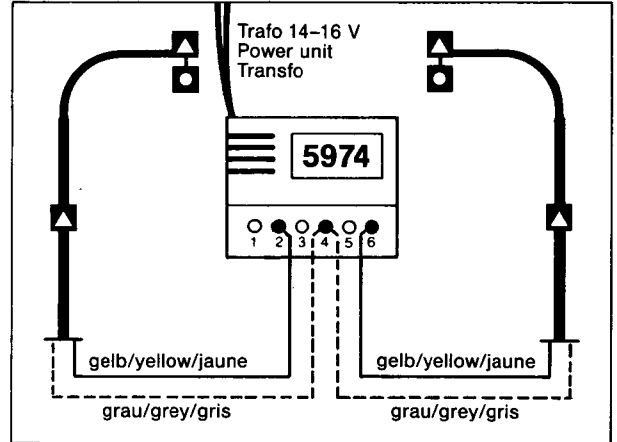 Trafo 14–16 V
Power unit
Transfo
5974
1 2 3 4 5 6
gelb/yellow/jaune
gelb/yellow/jaune
grau/grey/gris
grau/grey/gris